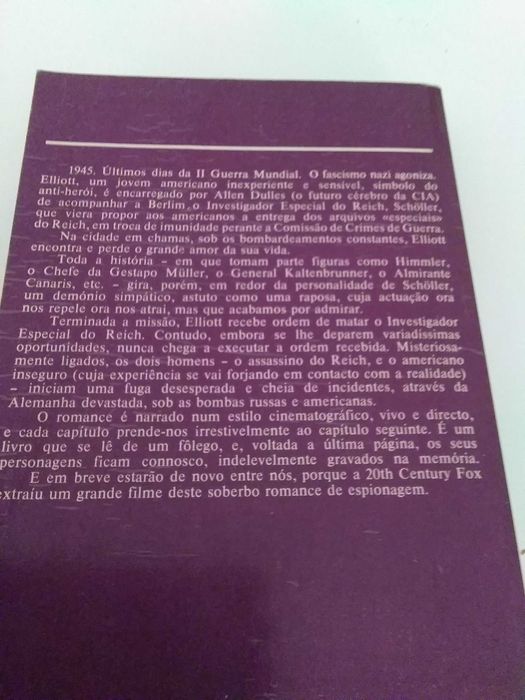 1945. Últimos dias da II Guerra Mundial. O fascismo nazi agoniza.
Elliott, um jovem americano inexperiente e sensível, símbolo do
anti-herói, é encarregado por Allen Dulles (o futuro cérebro da CIA)
de acompanhar a Berlim, o Investigador Especial do Reich, Schöller,
que viera propor aos americanos a entrega dos arquivos «especiais»
do Reich, em troca de imunidade perante a Comissão de Crimes de Guerra.
Na cidade em chamas, sob os bombardeamentos constantes, Elliott
encontra e perde o grande amor da sua vida.
Toda a história – em que tomam parte figuras como Himmler,
o Chefe da Gestapo Müller, o General Kaltenbrunner, o Almirante
Canaris, etc. – gira, porém, em redor da personalidade de Schöller,
um demónio simpático, astuto como uma raposa, cuja actuação ora
nos repele ora nos atrai, mas que acabamos por admirar.
Terminada a missão, Elliott recebe ordem de matar o Investigador
Especial do Reich. Contudo, embora se lhe deparem variadíssimas
oportunidades, nunca chega a executar a ordem recebida. Misteriosa-
mente ligados, os dois homens – o assassino do Reich, e o americano
inseguro (cuja experiência se vai forjando em contacto com a realidade)
– iniciam uma fuga desesperada e cheia de incidentes, através da
Alemanha devastada, sob as bombas russas e americanas.
O romance é narrado num estilo cinematográfico, vivo e directo,
e cada capítulo prende-nos irrestivelmente ao capítulo seguinte. É um
livro que se lê de um fôlego, e, voltada a última página, os seus
personagens ficam connosco, indelevelmente gravados na memória.
E em breve estarão de novo entre nós, porque a 20th Century Fox
extraíu um grande filme deste soberbo romance de espionagem.